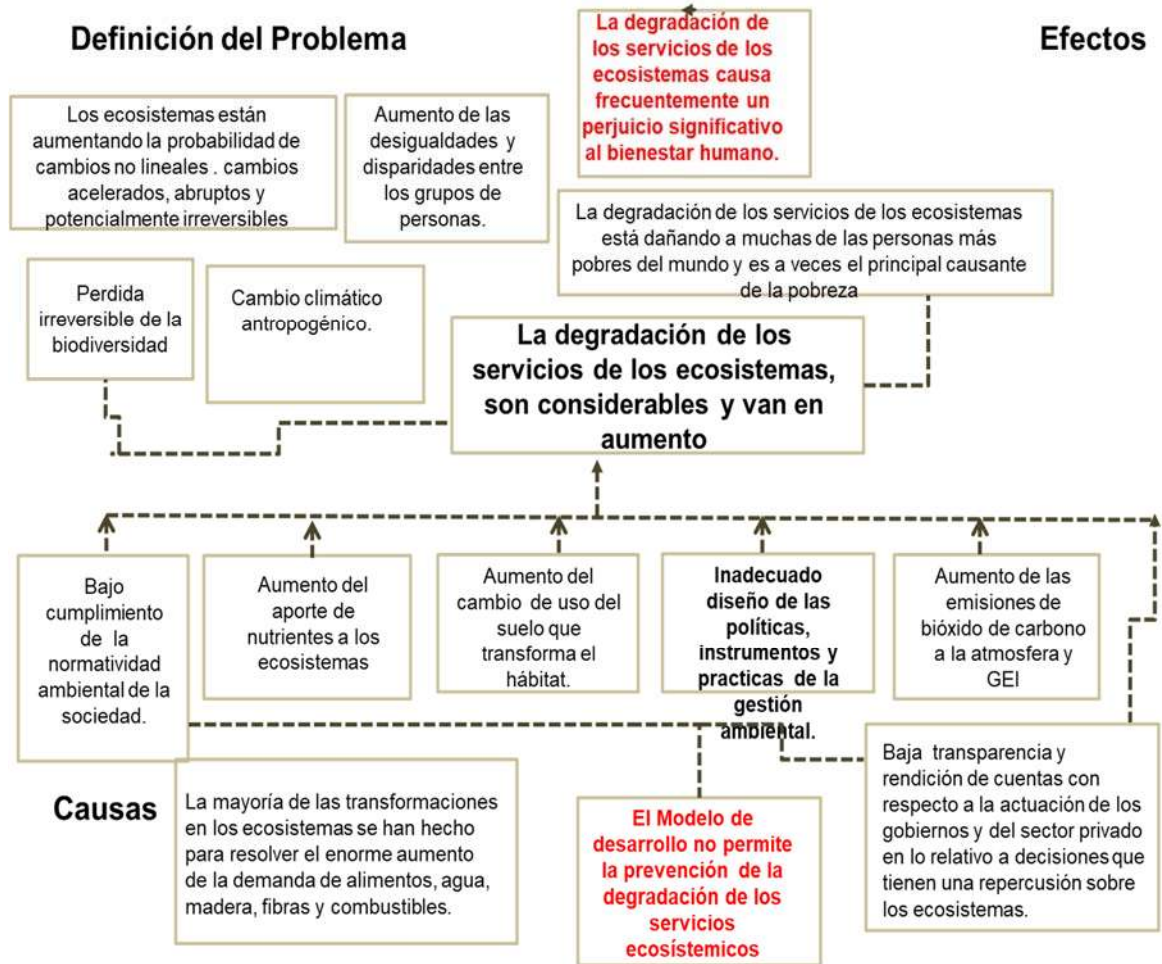 Definición del Problema
Efectos
La degradación de
los servicios de los
ecosistemas causa
frecuentemente un
perjuicio significativo
al bienestar humano.
Los ecosistemas están
aumentando la probabilidad de
cambios no lineales . cambios
acelerados, abruptos y
potencialmente irreversibles
Aumento de las
desigualdades y
disparidades entre
los grupos de
personas.
La degradación de los servicios de los ecosistemas
está dañando a muchas de las personas más
pobres del mundo y es a veces el principal causante
de la pobreza
Perdida
irreversible de la
biodiversidad
Cambio climático
antropogénico.
La degradación de los
servicios de los ecosistemas,
son considerables y van en
aumento
Bajo
cumplimiento
de la
normatividad
ambiental de la
sociedad.
Aumento del
aporte de
nutrientes a los
ecosistemas
Aumento del
cambio de uso del
suelo que
transforma el
hábitat.
Inadecuado
diseño de las
políticas,
instrumentos y
practicas de la
gestión
ambiental.
Aumento de las
emisiones de
bióxido de carbono
a la atmosfera y
GEI
Causas
La mayoría de las transformaciones
en los ecosistemas se han hecho
para resolver el enorme aumento
de la demanda de alimentos, agua,
madera, fibras y combustibles.
El Modelo de
desarrollo no permite
la prevención de la
degradación de los
servicios
ecosístemicos
Baja transparencia y
rendición de cuentas con
respecto a la actuación de los
gobiernos y del sector privado
en lo relativo a decisiones que
tienen una repercusión sobre
los ecosistemas.